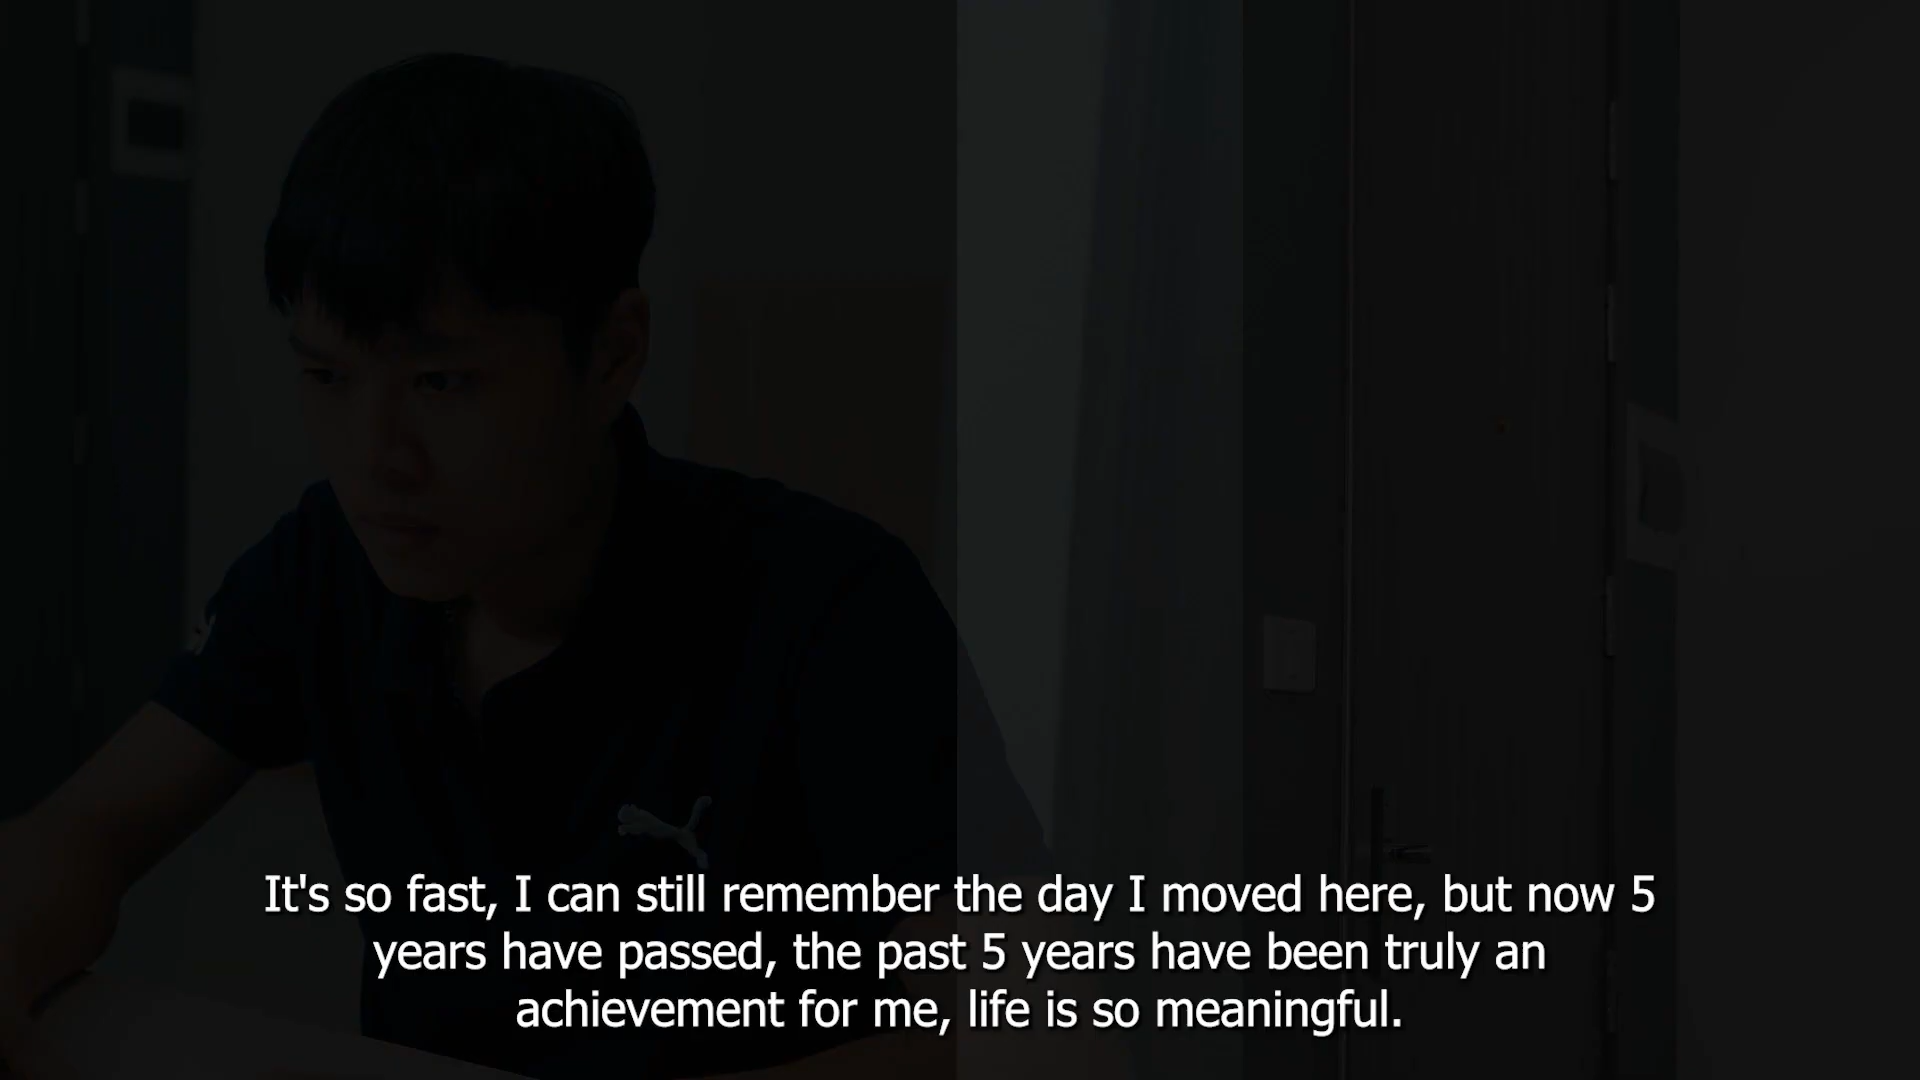 It's so fast, I can still remember the day I moved here, but now 5
years have passed, the past 5 years have been truly an
achievement for me, life is so meaningful.